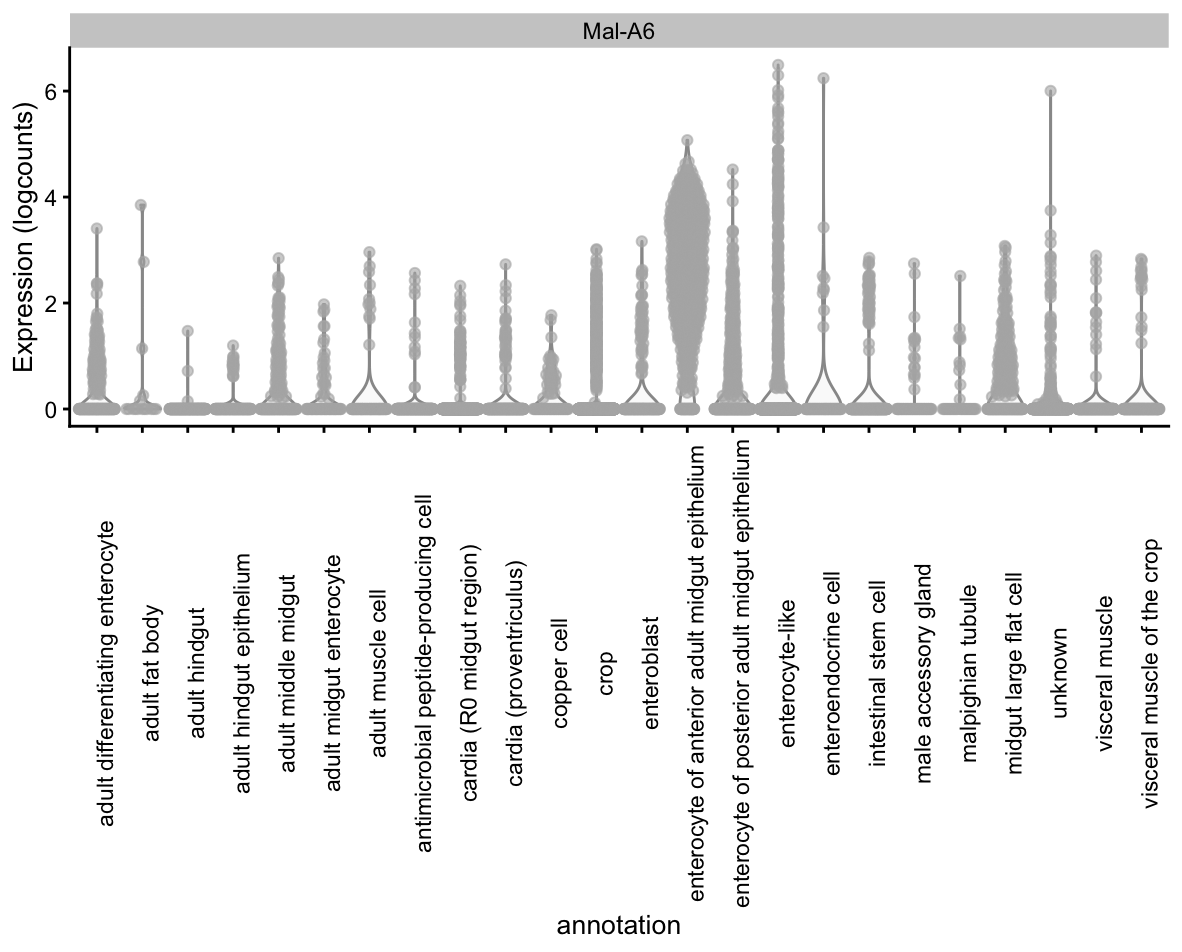 Mal-A6
Expression (logcounts)
6
4
2
0
adult differentiating enterocyte
adult fat body
adult hindgut
adult hindgut epithelium
adult middle midgut
adult midgut enterocyte
adult muscle cell
antimicrobial peptide-producing cell
cardia (R0 midgut region)
cardia (proventriculus)
copper cell
crop
enteroblast
enterocyte of anterior adult midgut epithelium
enterocyte of posterior adult midgut epithelium
enterocyte-like
enteroendocrine cell
intestinal stem cell
male accessory gland
malpighian tubule
midgut large flat cell
unknown
visceral muscle
visceral muscle of the crop
annotation